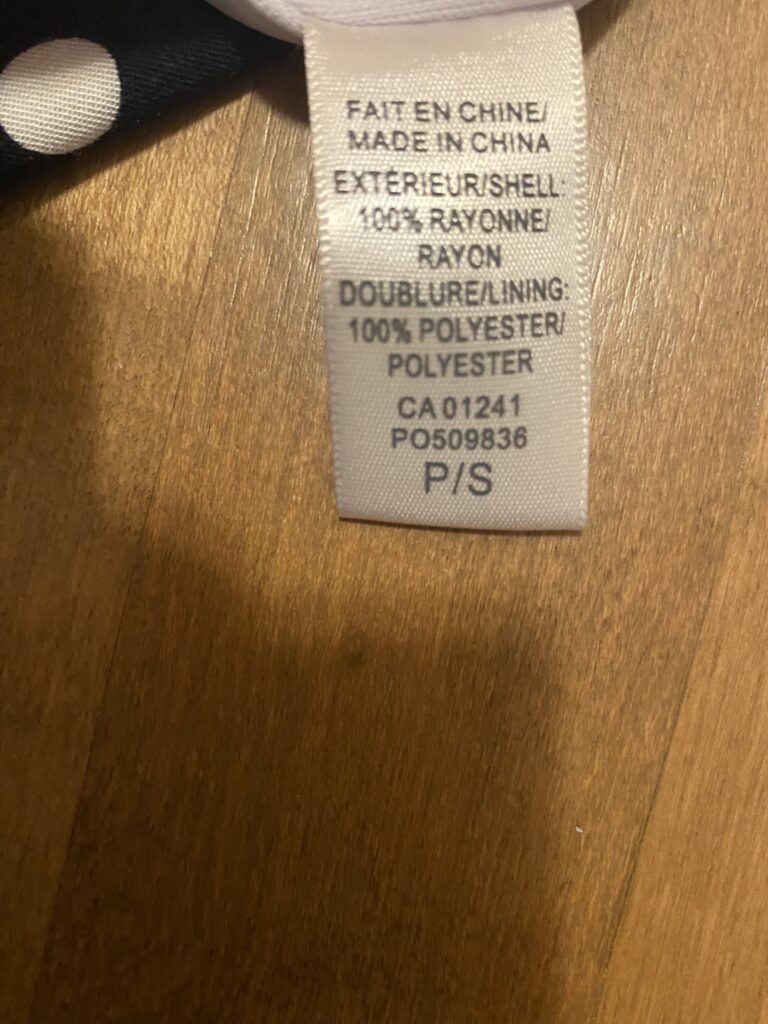 FAIT EN CHINE/
MADE IN CHINA
EXTÉRIEUR/SHELL:
100% RAYONNE/
RAYON
DOUBLURE/LINING:
100% POLYESTER/
POLYESTER
CA 01241
PO509836
P/S